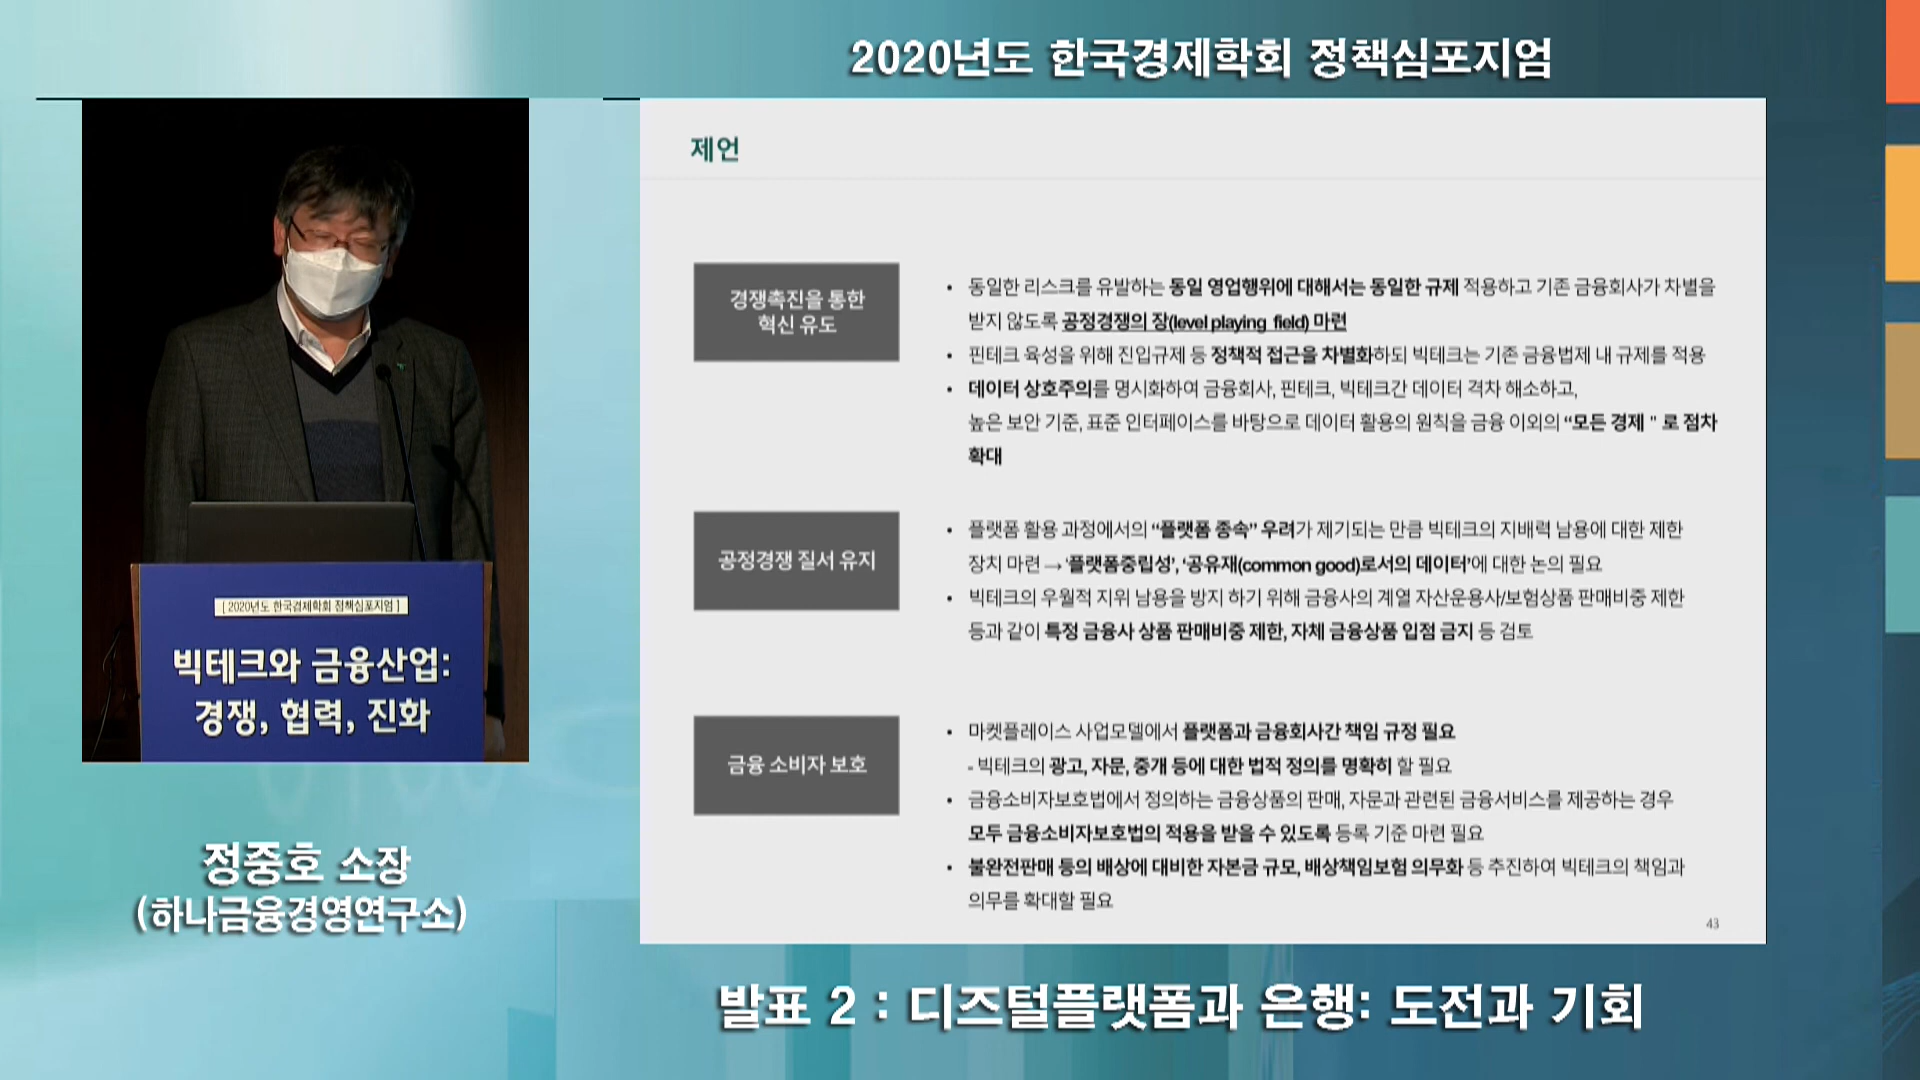 2020년도 한국경제학회 정책심포지엄
제언
경쟁촉진을 통한
혁신 유도
• 동일한 리스크를 유발하는 동일 영업행위에 대해서는 동일한 규제 적용하고 기존 금융회사가 차별을
받지 않도록 공정경쟁의 장(level playing field) 마련
• 핀테크 육성을 위해 진입규제 등 정책적 접근을 차별화하되 빅테크는 기존 금융법제 내 규제를 적용
• 데이터 상호주의를 명시화하여 금융회사, 핀테크, 빅테크간 데이터 격차 해소하고,
높은 보안 기준, 표준 인터페이스를 바탕으로 데이터 활용의 원칙을 금융 이외의 “모든 경제 " 로 점차
확대
공정경쟁 질서 유지
• 플랫폼 활용 과정에서의 “플랫폼 종속” 우려가 제기되는 만큼 빅테크의 지배력 남용에 대한 제한
장치 마련 → ‘플랫폼중립성’, ‘공유재(common good)로서의 데이터’에 대한 논의 필요
• 빅테크의 우월적 지위 남용을 방지 하기 위해 금융사의 계열 자산운용사/보험상품 판매비중 제한
등과 같이 특정 금융사 상품 판매비중 제한, 자체 금융상품 입점 금지 등 검토
금융 소비자 보호
• 마켓플레이스 사업모델에서 플랫폼과 금융회사간 책임 규정 필요
- 빅테크의 광고, 자문, 중개 등에 대한 법적 정의를 명확히 할 필요
• 금융소비자보호법에서 정의하는 금융상품의 판매, 자문과 관련된 금융서비스를 제공하는 경우
모두 금융소비자보호법의 적용을 받을 수 있도록 등록 기준 마련 필요
• 불완전판매 등의 배상에 대비한 자본금 규모, 배상책임보험 의무화 등 추진하여 빅테크의 책임과
의무를 확대할 필요
43
[ 2020년도 한국경제학회 정책심포지엄 ]
빅테크와 금융산업:
경쟁, 협력, 진화
정중호 소장
(하나금융경영연구소)
발표 2 : 디즈털플랫폼과 은행: 도전과 기회